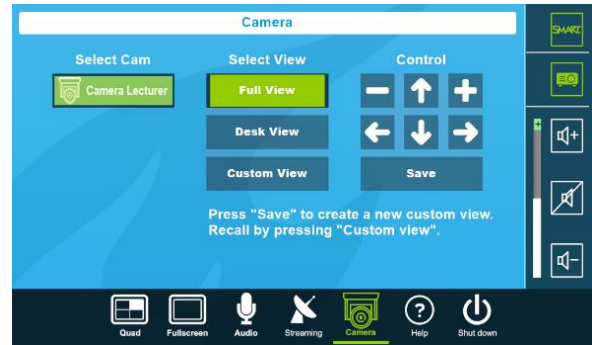 Camera
SMART
Select Cam
Select View
Control
Camera Lecturer
Full View
Desk View
Custom View
Save
Press "Save" to create a new custom view.
Recall by pressing "Custom view".
Quad
Fullscreen
Audio
Streaming
Camera
Help
Shut down